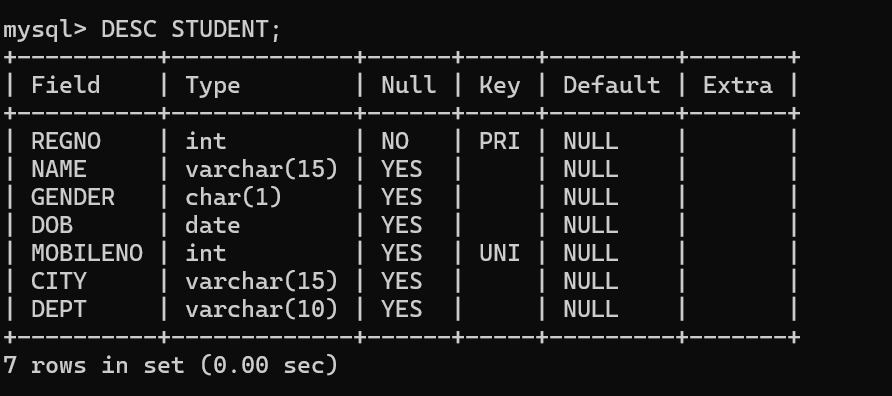 mysql> DESC STUDENT;
+----------+-------------+------+-----+---------+-------+
| Field    | Type        | Null | Key | Default | Extra |
+----------+-------------+------+-----+---------+-------+
| REGNO    | int         | NO   | PRI | NULL    |       |
| NAME     | varchar(15) | YES  |     | NULL    |       |
| GENDER   | char(1)     | YES  |     | NULL    |       |
| DOB      | date        | YES  |     | NULL    |       |
| MOBILENO | int         | YES  | UNI | NULL    |       |
| CITY     | varchar(15) | YES  |     | NULL    |       |
| DEPT     | varchar(10) | YES  |     | NULL    |       |
+----------+-------------+------+-----+---------+-------+
7 rows in set (0.00 sec)